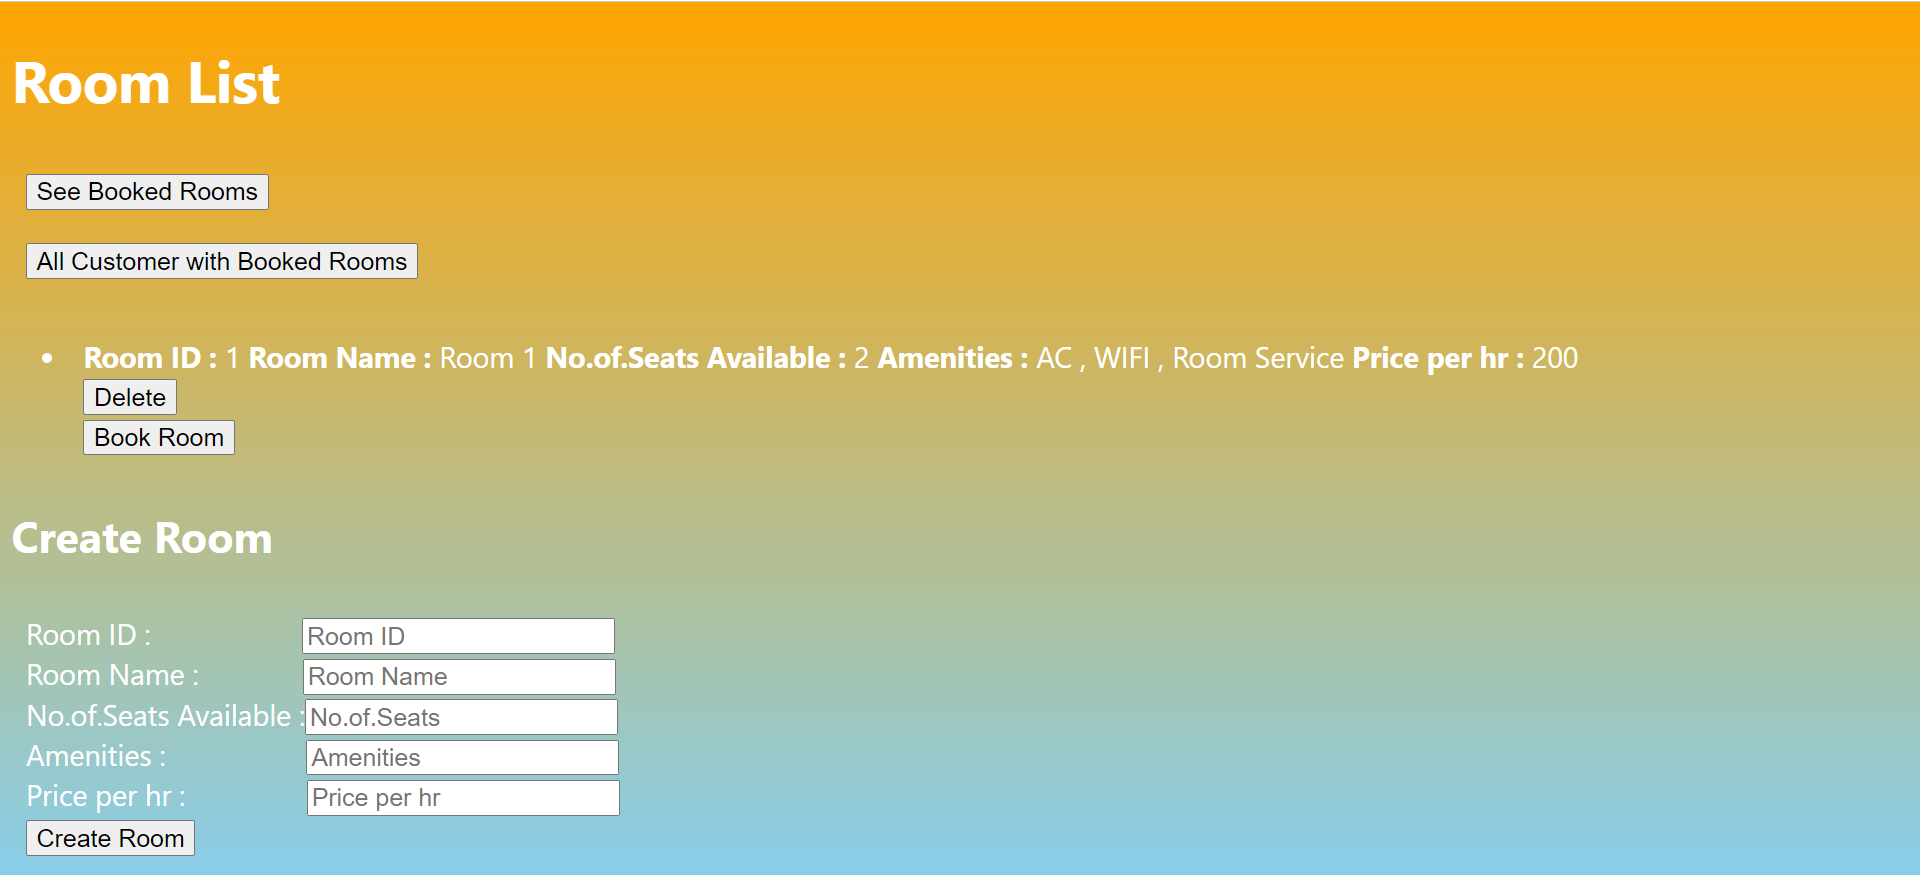 Room List
See Booked Rooms
All Customer with Booked Rooms
Room ID : 1 Room Name : Room 1 No.of.Seats Available : 2 Amenities : AC , WIFI , Room Service Price per hr : 200
Delete
Book Room
Create Room
Room ID : Room ID
Room Name : Room Name
No.of.Seats Available : No.of.Seats
Amenities : Amenities
Price per hr : Price per hr
Create Room